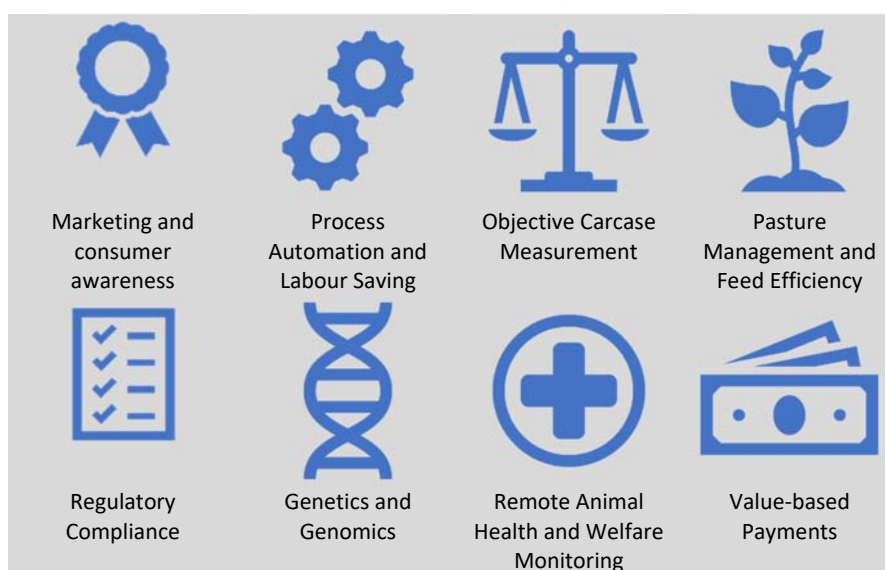 Marketing and
consumer
awareness
Process
Automation and
Labour Saving
Objective Carcase
Measurement
Pasture
Management and
Feed Efficiency
Regulatory
Compliance
Genetics and
Genomics
Remote Animal
Health and Welfare
Monitoring
Value-based
Payments